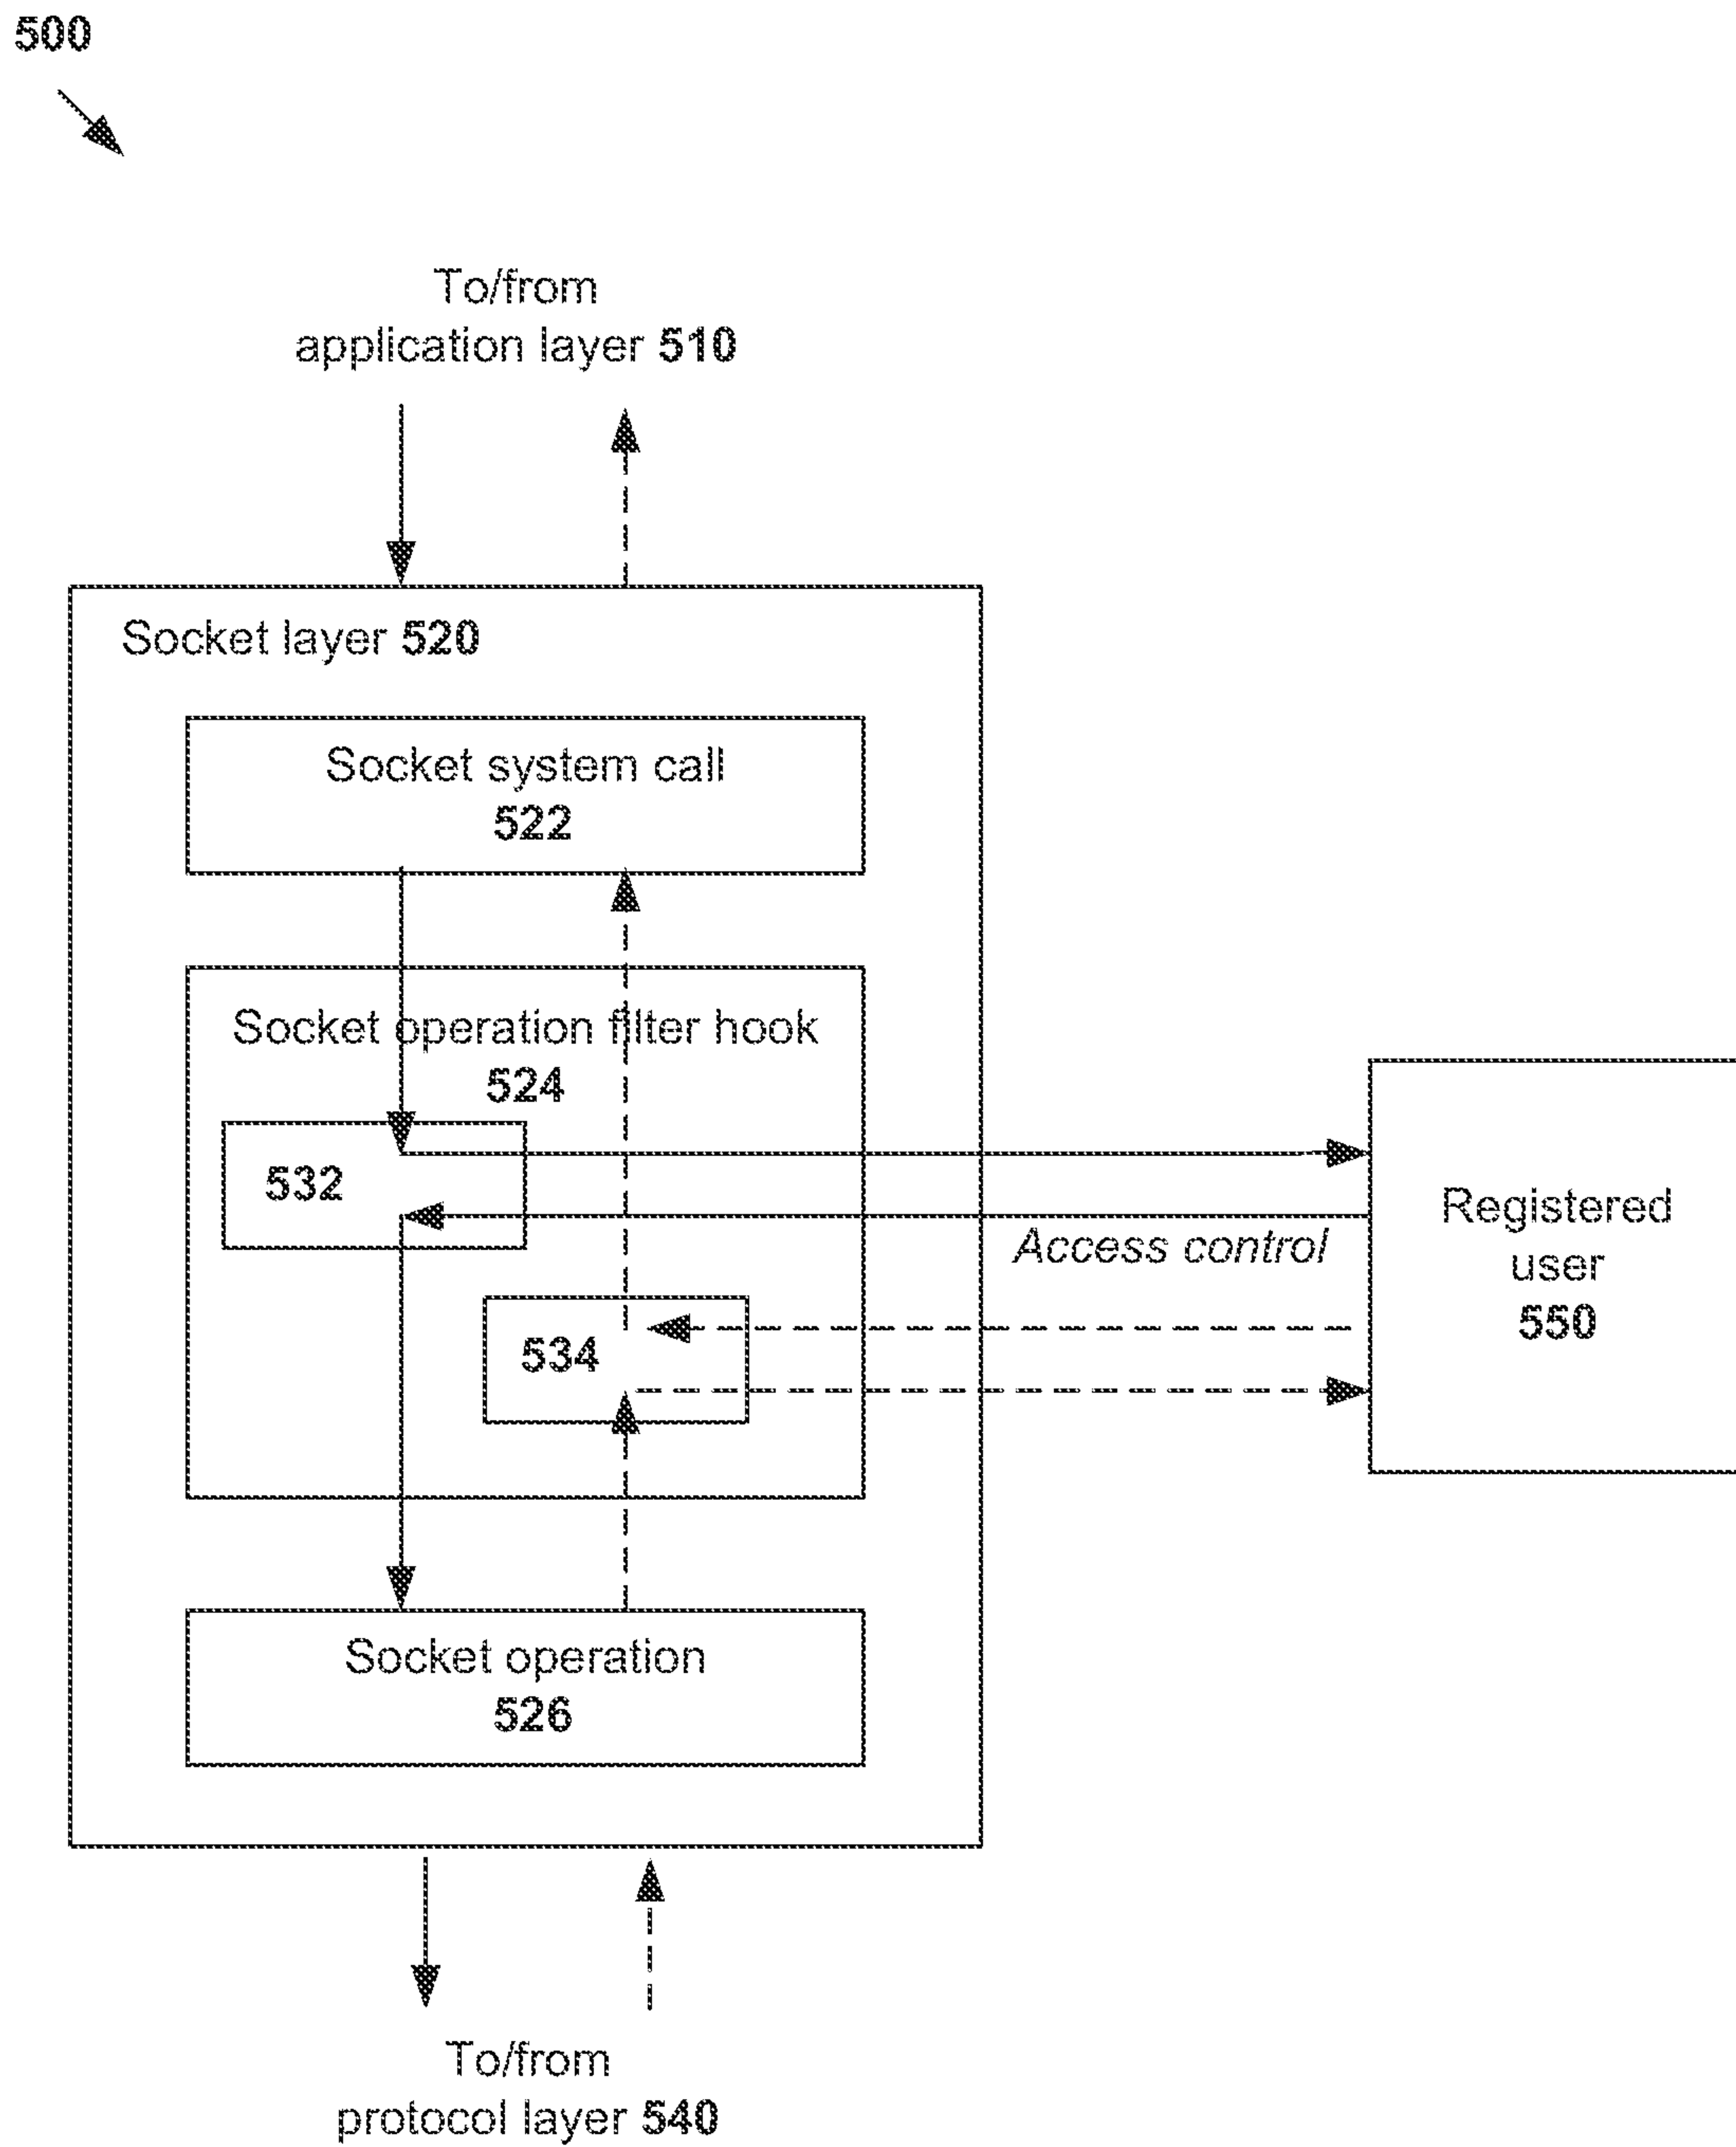 500
To/from
application layer 510
Socket layer 520
Socket system call
522
Socket operation filter hook
524
532
Access control
534
Registered
user
550
Socket operation
526
To/from
protocol layer 540